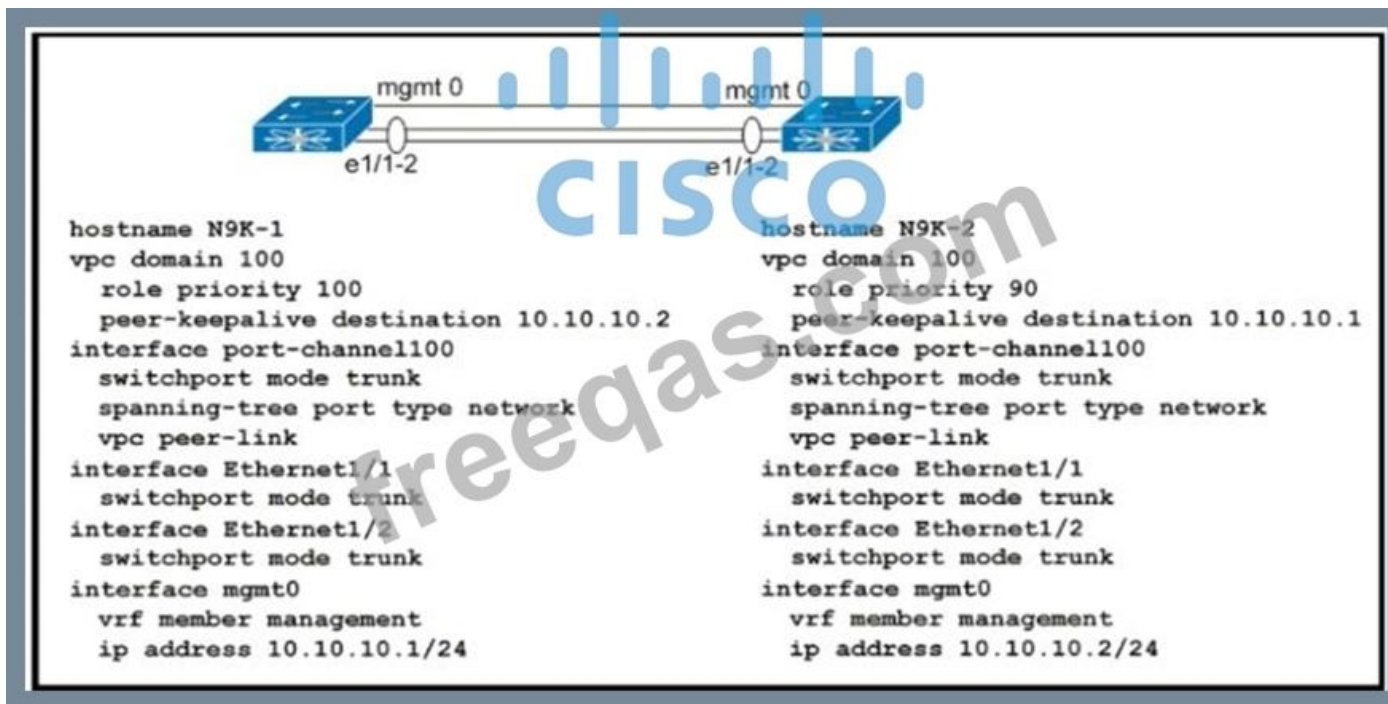 mgmt 0 mgmt 0
e1/1-2 e1/1-2
CISCO
freeqas.com
hostname N9K-1
vpc domain 100
role priority 100
peer-keepalive destination 10.10.10.2
interface port-channel100
switchport mode trunk
spanning-tree port type network
vpc peer-link
interface Ethernet1/1
switchport mode trunk
interface Ethernet1/2
switchport mode trunk
interface mgmt0
vrf member management
ip address 10.10.10.1/24
hostname N9K-2
vpc domain 100
role priority 90
peer-keepalive destination 10.10.10.1
interface port-channel100
switchport mode trunk
spanning-tree port type network
vpc peer-link
interface Ethernet1/1
switchport mode trunk
interface Ethernet1/2
switchport mode trunk
interface mgmt0
vrf member management
ip address 10.10.10.2/24